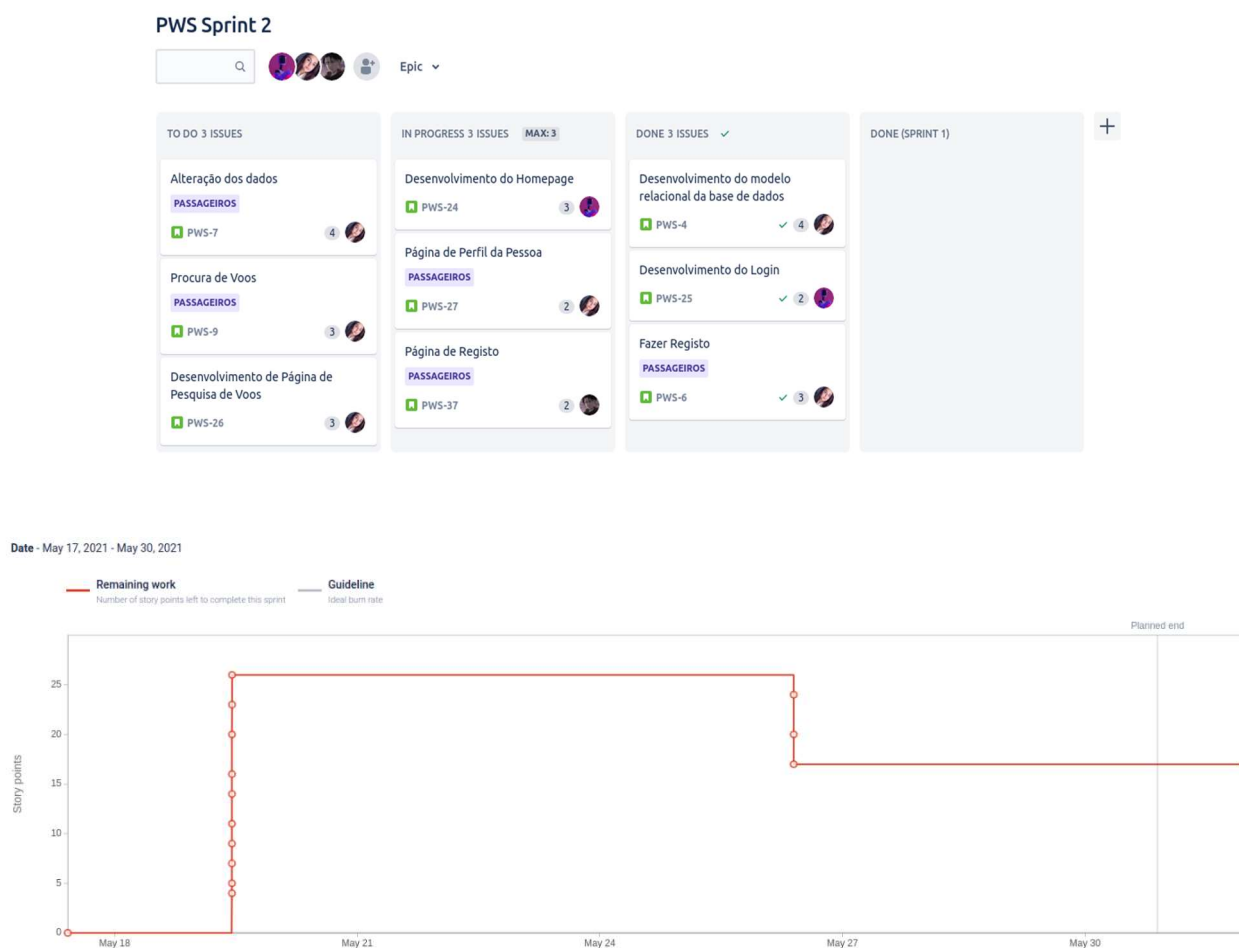 PWS Sprint 2
Epic
TO DO 3 ISSUES
Alteração dos dados
PASSAGEIROS
PWS-7
4
Procura de Voos
PASSAGEIROS
PWS-9
3
Desenvolvimento de Página de
Pesquisa de Voos
PWS-26
3
IN PROGRESS 3 ISSUES MAX: 3
Desenvolvimento do Homepage
PWS-24
3
Página de Perfil da Pessoa
PASSAGEIROS
PWS-27
2
Página de Registo
PASSAGEIROS
PWS-37
2
DONE 3 ISSUES
Desenvolvimento do modelo
relacional da base de dados
PWS-4
4
Desenvolvimento do Login
PWS-25
2
Fazer Registo
PASSAGEIROS
PWS-6
3
DONE (SPRINT 1)
Date - May 17, 2021 - May 30, 2021
Remaining work
Number of story points left to complete this sprint
Guideline
Ideal burn rate
Planned end
Story points
25
20
15
10
5
0
May 18
May 21
May 24
May 27
May 30